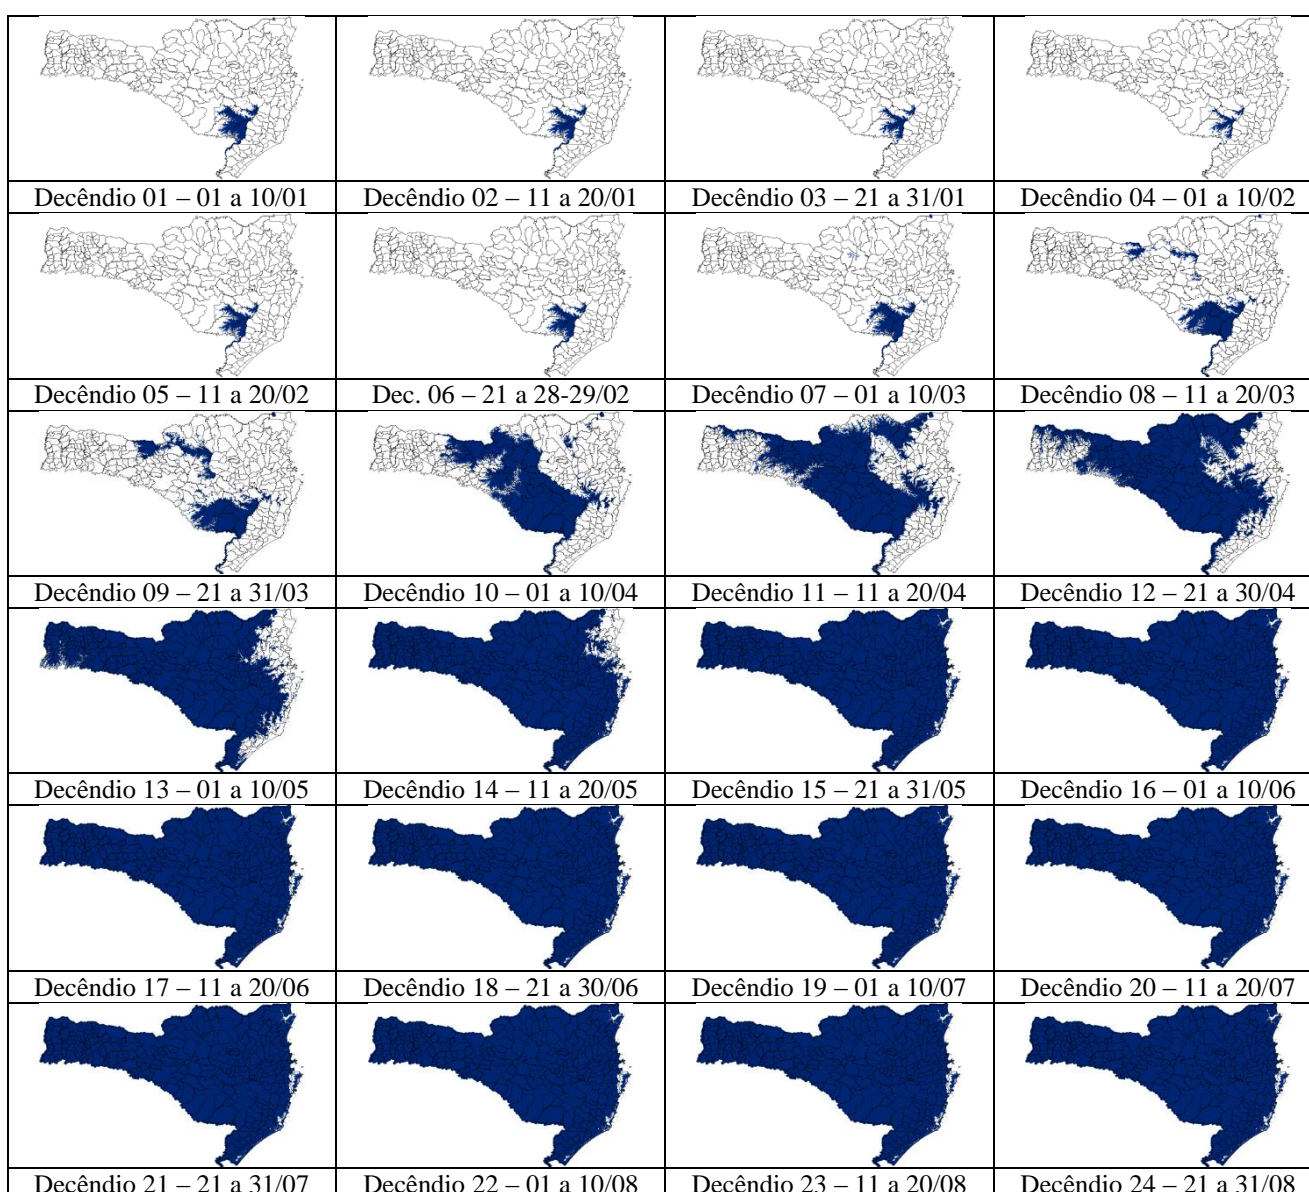 Decêndio 01 – 01 a 10/01
Decêndio 02 – 11 a 20/01
Decêndio 03 – 21 a 31/01
Decêndio 04 – 01 a 10/02
Decêndio 05 – 11 a 20/02
Dec. 06 – 21 a 28-29/02
Decêndio 07 – 01 a 10/03
Decêndio 08 – 11 a 20/03
Decêndio 09 – 21 a 31/03
Decêndio 10 – 01 a 10/04
Decêndio 11 – 11 a 20/04
Decêndio 12 – 21 a 30/04
Decêndio 13 – 01 a 10/05
Decêndio 14 – 11 a 20/05
Decêndio 15 – 21 a 31/05
Decêndio 16 – 01 a 10/06
Decêndio 17 – 11 a 20/06
Decêndio 18 – 21 a 30/06
Decêndio 19 – 01 a 10/07
Decêndio 20 – 11 a 20/07
Decêndio 21 – 21 a 31/07
Decêndio 22 – 01 a 10/08
Decêndio 23 – 11 a 20/08
Decêndio 24 – 21 a 31/08